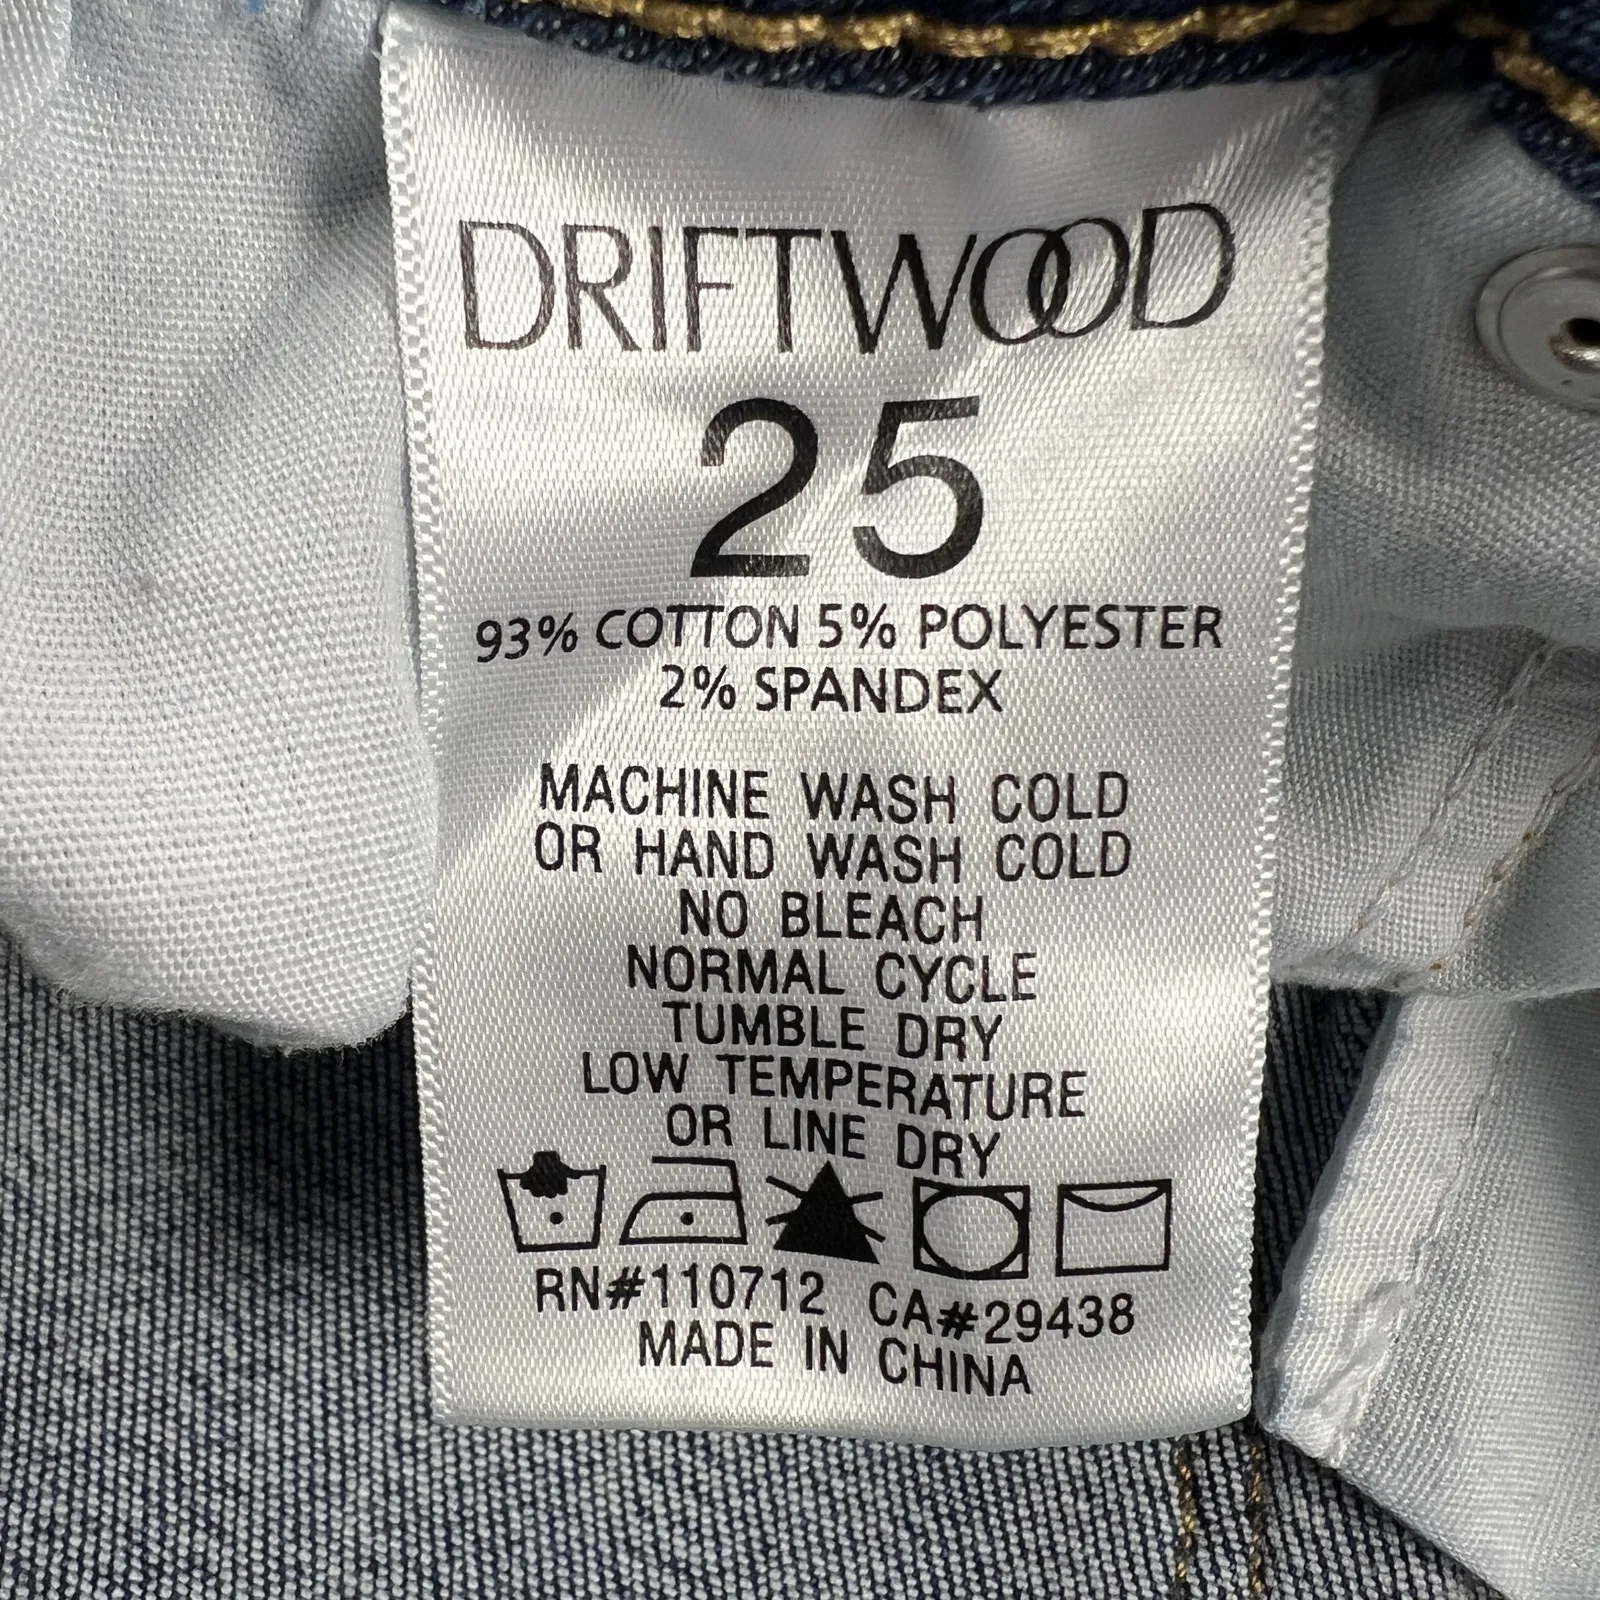 DRIFTWOOD
25
93% COTTON 5% POLYESTER
2% SPANDEX
MACHINE WASH COLD
OR HAND WASH COLD
NO BLEACH
NORMAL CYCLE
TUMBLE DRY
LOW TEMPERATURE
OR LINE DRY
RN#110712 CA#29438
MADE IN CHINA